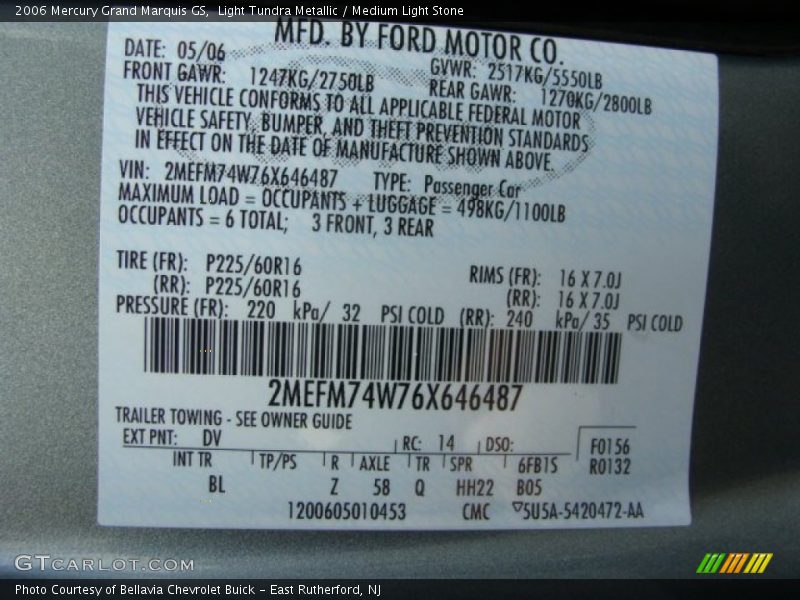 2006 Mercury Grand Marquis GS,  Light Tundra Metallic / Medium Light Stone
MFD. BY FORD MOTOR CO.
DATE: 05/06 GVWR: 2517KG/5550LB
FRONT GAWR: 1247KG/2750LB REAR GAWR: 1270KG/2800LB
THIS VEHICLE CONFORMS TO ALL APPLICABLE FEDERAL MOTOR
VEHICLE SAFETY, BUMPER, AND THEFT PREVENTION STANDARDS
IN EFFECT ON THE DATE OF MANUFACTURE SHOWN ABOVE.
VIN: 2MEFM74W76X646487 TYPE: Passenger Car
MAXIMUM LOAD = OCCUPANTS + LUGGAGE = 498KG/1100LB
OCCUPANTS = 6 TOTAL; 3 FRONT, 3 REAR
TIRE (FR): P225/60R16 RIMS (FR): 16 X 7.0J
(RR): P225/60R16 (RR): 16 X 7.0J
PRESSURE (FR): 220 kPa/ 32 PSI COLD (RR): 240 kPa/ 35 PSI COLD
2MEFM74W76X646487
TRAILER TOWING - SEE OWNER GUIDE
EXT PNT: DV RC: 14 DSO: F0156
INT TR TP/PS R AXLE TR SPR 6FB1S R0132
BL Z 58 Q HH22 B05
1200605010453 CMC 5U5A-5420472-AA
GTCARLOT.COM
Photo Courtesy of Bellavia Chevrolet Buick - East Rutherford, NJ